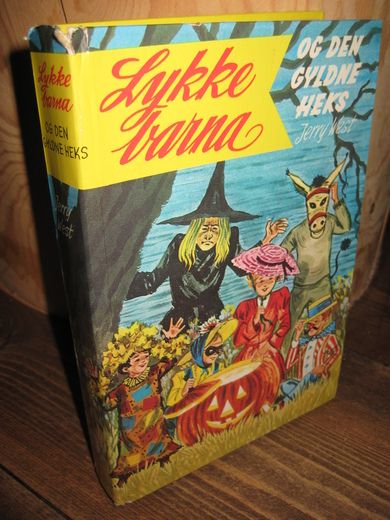 Lykke
barna
OG DEN
GYLDNE
HEKS
Jerry West
Lykke
barna
OG DEN
GYLDNE HEKS
Jerry
West